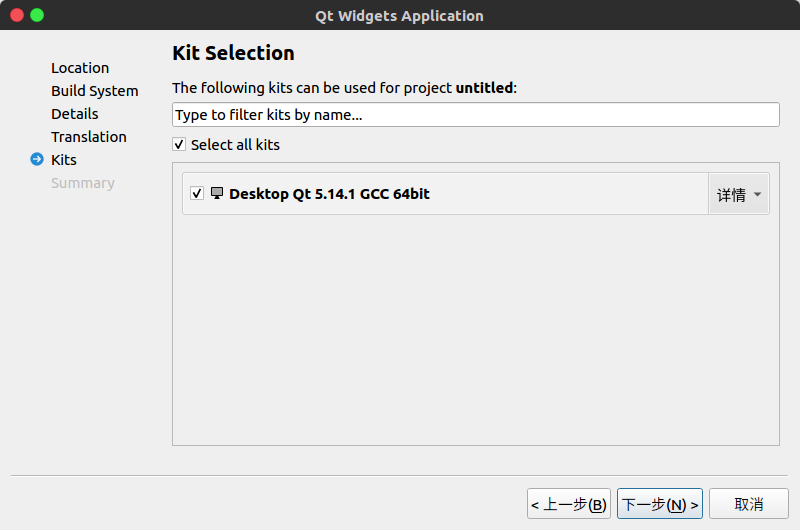 Qt Widgets Application
Location
Build System
Details
Translation
Kits
Summary
Kit Selection
The following kits can be used for project untitled:
Type to filter kits by name...
Select all kits
Desktop Qt 5.14.1 GCC 64bit
详情
< 上一步(B)
下一步(N) >
取消